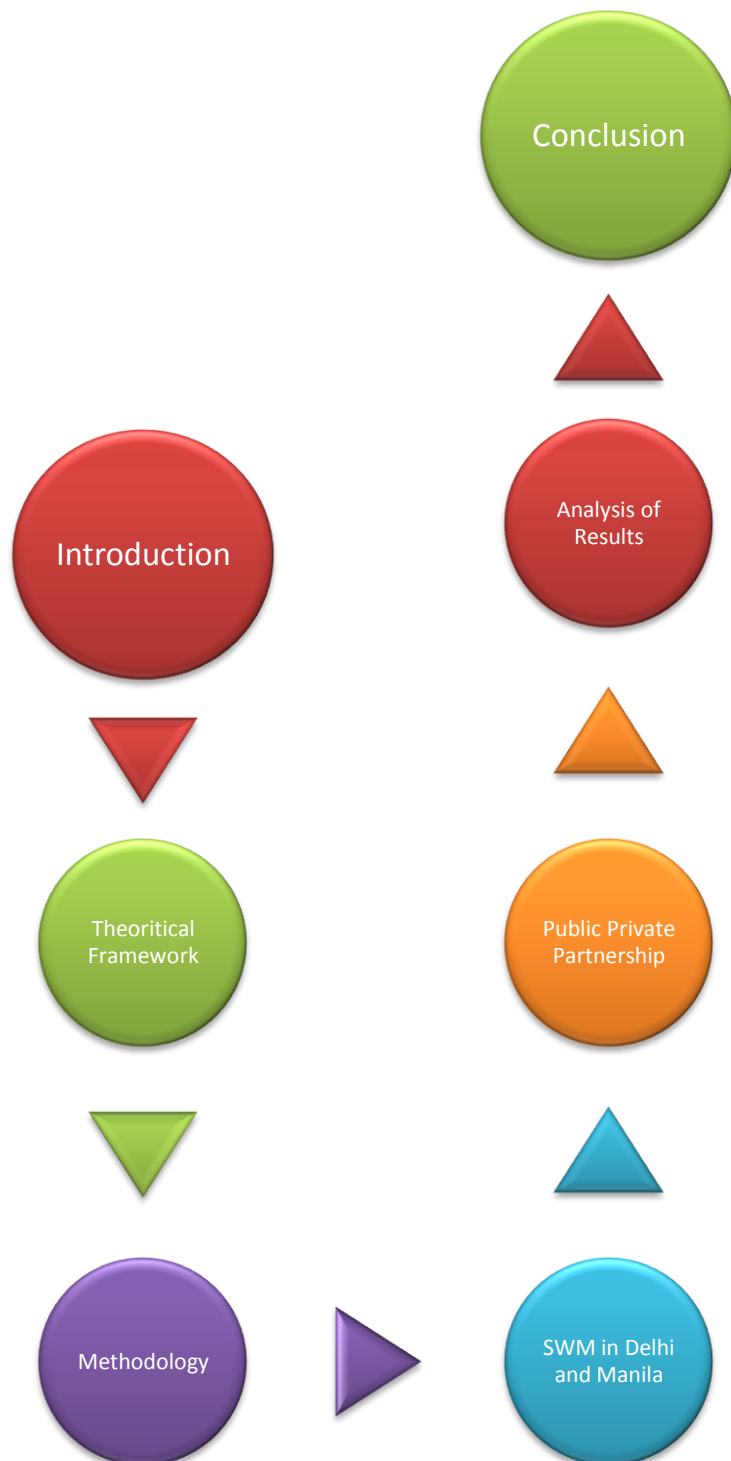 Introduction
Theoritical
Framework
Methodology
SWM in Delhi
and Manila
Public Private
Partnership
Analysis of
Results
Conclusion